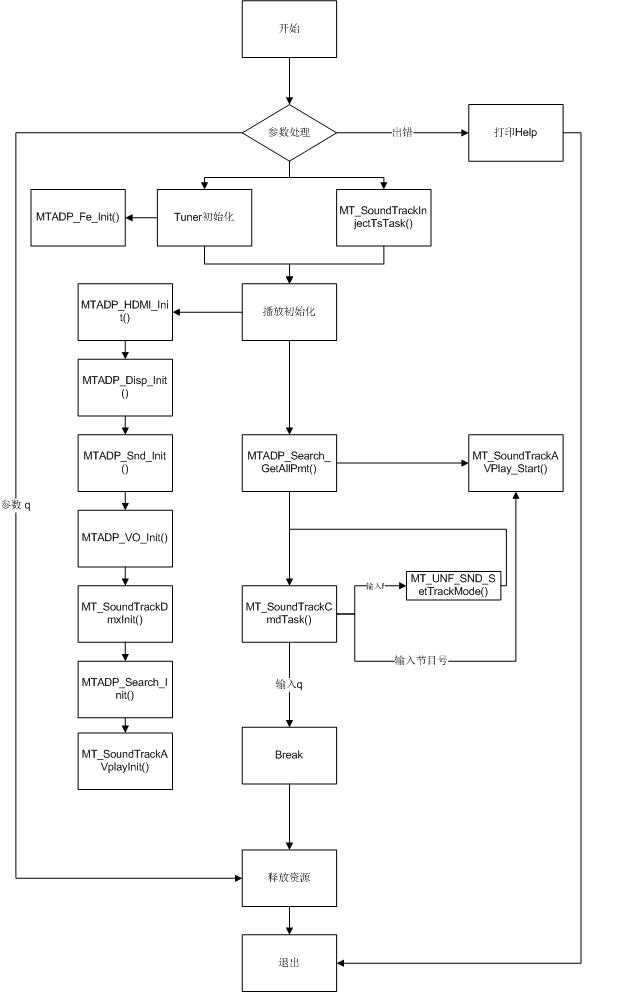 开始
参数处理
出错
打印Help
MTADP_Fe_Init()
Tuner初始化
MT_SoundTrackIn
jectTsTask()
MTADP_HDMI_Ini
t()
播放初始化
MTADP_Disp_Init
()
MTADP_Snd_Init
()
MTADP_Search_
GetAllPmt()
MT_SoundTrackA
VPlay_Start()
参数 q
MTADP_VO_Init()
MT_SoundTrackD
mxInit()
MT_SoundTrackC
mdTask()
输入f
MT_UNF_SND_S
etTrackMode()
输入节目号
MTADP_Search_I
nit()
输入q
MT_SoundTrackA
VplayInit()
Break
释放资源
退出